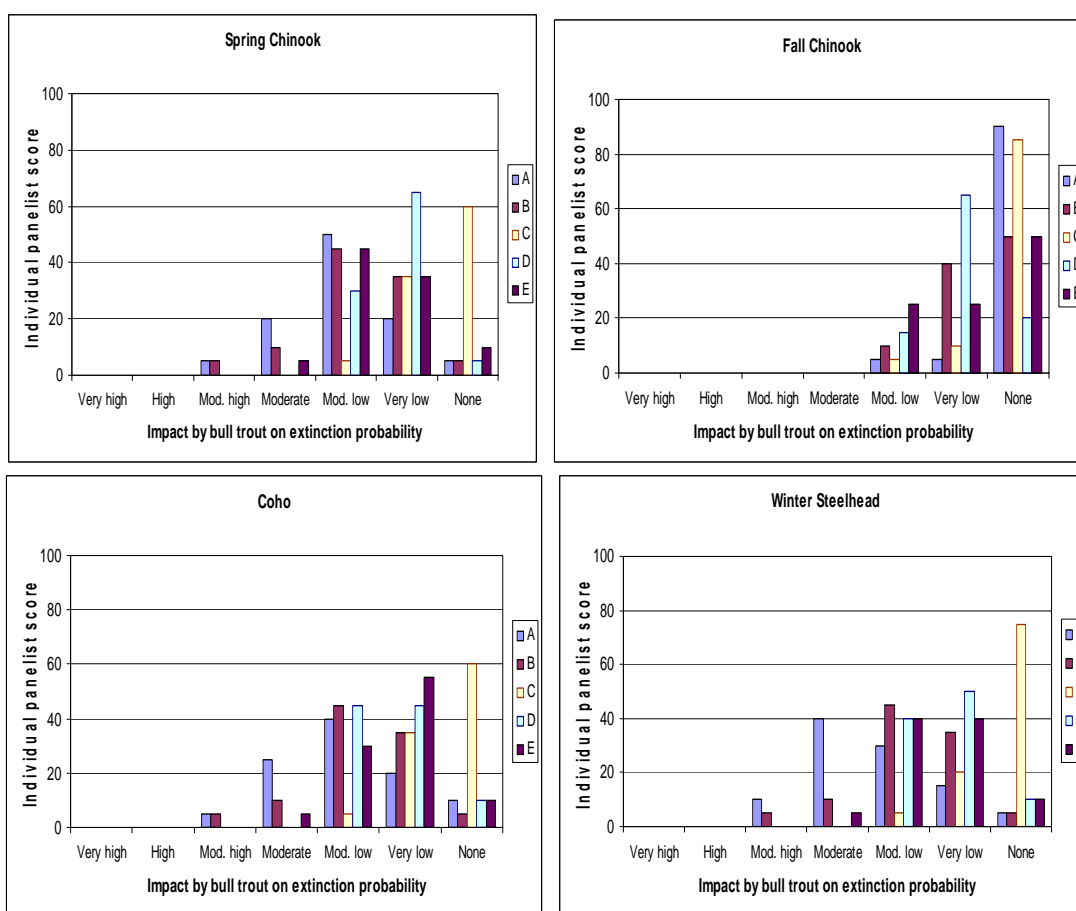 Spring Chinook
Individual panelist score
100
80
60
40
20
0
Very high High Mod. high Moderate Mod. low Very low None
Impact by bull trout on extinction probability
A
B
C
D
E
Fall Chinook
Individual panelist score
100
80
60
40
20
0
Very high High Mod. high Moderate Mod. low Very low None
Impact by bull trout on extinction probability
Coho
Individual panelist score
100
80
60
40
20
0
Very high High Mod. high Moderate Mod. low Very low None
Impact by bull trout on extinction probability
A
B
C
D
E
Winter Steelhead
Individual panelist score
100
80
60
40
20
0
Very high High Mod. high Moderate Mod. low Very low None
Impact by bull trout on extinction probability